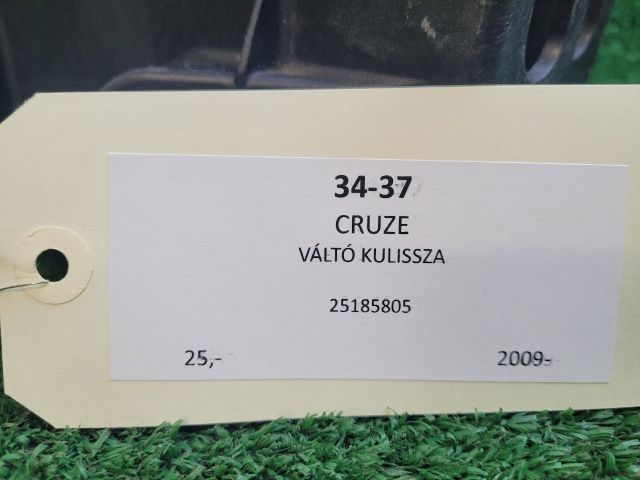 34-37
CRUZE
VÁLTÓ KULISSZA
25185805
25,- 2009-